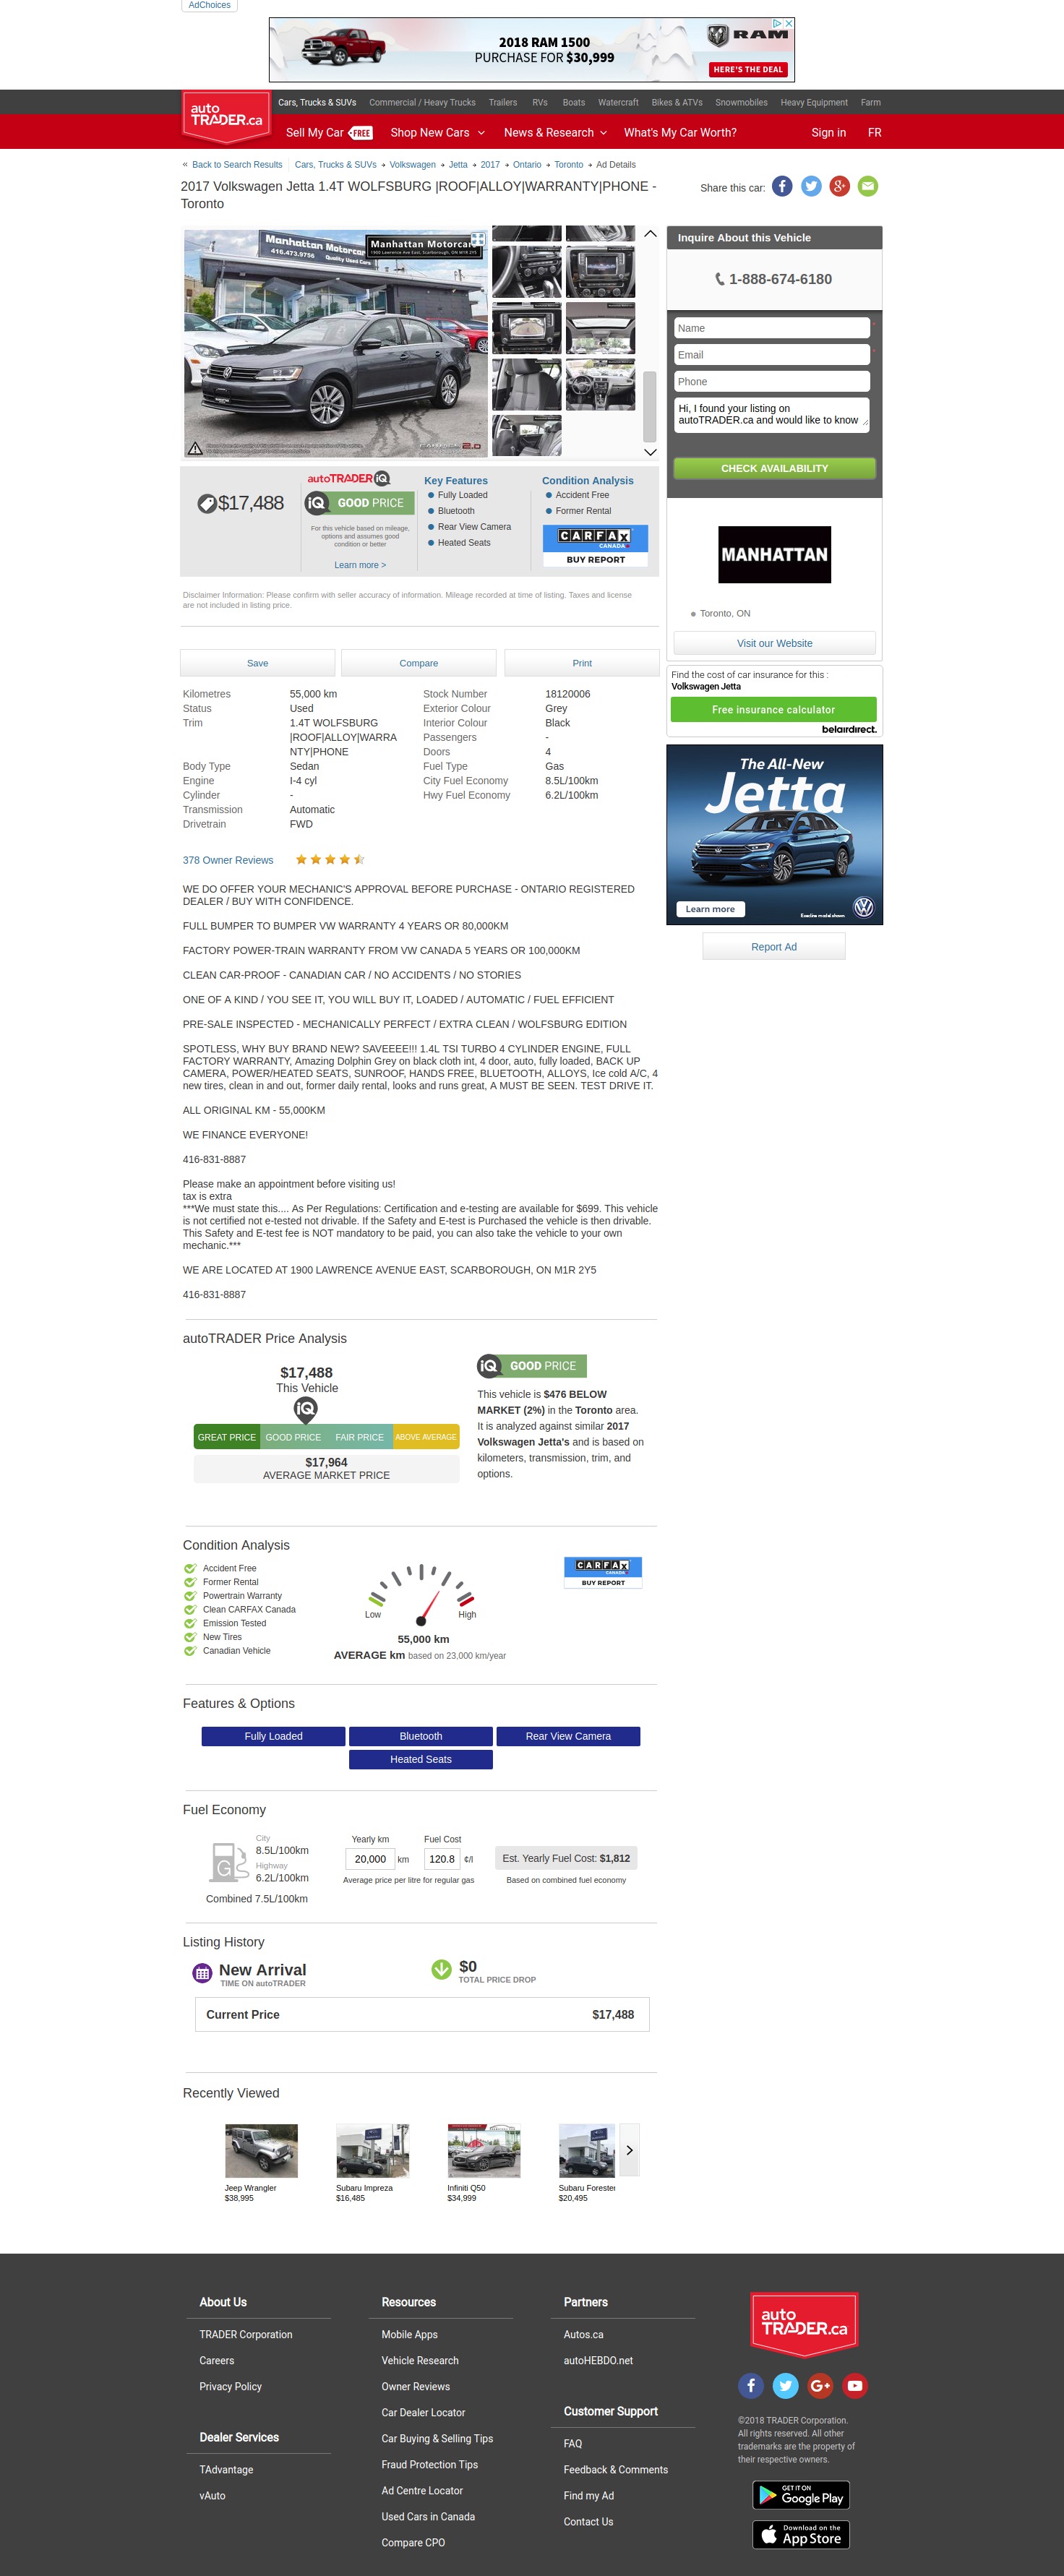 AdChoices
2018 RAM 1500
PURCHASE FOR $30,999
RAM
HERE'S THE DEAL
auto
TRADER.ca
Cars, Trucks & SUVs Commercial / Heavy Trucks Trailers RVs Boats Watercraft Bikes & ATVs Snowmobiles Heavy Equipment Farm
Sell My Car FREE Shop New Cars News & Research What's My Car Worth? Sign in FR
« Back to Search Results Cars, Trucks & SUVs Volkswagen Jetta 2017 Ontario Toronto Ad Details
2017 Volkswagen Jetta 1.4T WOLFSBURG |ROOF|ALLOY|WARRANTY|PHONE -
Toronto
Share this car:
Manhattan Motorcars
416.473.9756 Quality Used Cars
Manhattan Motorcars
1900 Lawrence Ave East, Scarborough, ON M1R 2Y5
Inquire About this Vehicle
1-888-674-6180
Name
Email
Phone
Hi, I found your listing on
autoTRADER.ca and would like to know
CHECK AVAILABILITY
MANHATTAN
Toronto, ON
Visit our Website
$17,488
autoTRADER iQ
iQ GOOD PRICE
For this vehicle based on mileage,
options and assumes good
condition or better
Learn more >
Key Features
Fully Loaded
Bluetooth
Rear View Camera
Heated Seats
Condition Analysis
Accident Free
Former Rental
CARFAX
CANADA
BUY REPORT
Disclaimer Information: Please confirm with seller accuracy of information. Mileage recorded at time of listing. Taxes and license
are not included in listing price.
Save Compare Print
Find the cost of car insurance for this :
Volkswagen Jetta
Free insurance calculator
belairdirect.
Kilometres 55,000 km Stock Number 18120006
Status Used Exterior Colour Grey
Trim 1.4T WOLFSBURG Interior Colour Black
|ROOF|ALLOY|WARRA Passengers -
NTY|PHONE Doors 4
Body Type Sedan Fuel Type Gas
Engine I-4 cyl City Fuel Economy 8.5L/100km
Cylinder - Hwy Fuel Economy 6.2L/100km
Transmission Automatic
Drivetrain FWD
The All-New
Jetta
Learn more
Execline model shown
Report Ad
378 Owner Reviews
WE DO OFFER YOUR MECHANIC'S APPROVAL BEFORE PURCHASE - ONTARIO REGISTERED
DEALER / BUY WITH CONFIDENCE.
FULL BUMPER TO BUMPER VW WARRANTY 4 YEARS OR 80,000KM
FACTORY POWER-TRAIN WARRANTY FROM VW CANADA 5 YEARS OR 100,000KM
CLEAN CAR-PROOF - CANADIAN CAR / NO ACCIDENTS / NO STORIES
ONE OF A KIND / YOU SEE IT, YOU WILL BUY IT, LOADED / AUTOMATIC / FUEL EFFICIENT
PRE-SALE INSPECTED - MECHANICALLY PERFECT / EXTRA CLEAN / WOLFSBURG EDITION
SPOTLESS, WHY BUY BRAND NEW? SAVEEEE!!! 1.4L TSI TURBO 4 CYLINDER ENGINE, FULL
FACTORY WARRANTY, Amazing Dolphin Grey on black cloth int, 4 door, auto, fully loaded, BACK UP
CAMERA, POWER/HEATED SEATS, SUNROOF, HANDS FREE, BLUETOOTH, ALLOYS, Ice cold A/C, 4
new tires, clean in and out, former daily rental, looks and runs great, A MUST BE SEEN. TEST DRIVE IT.
ALL ORIGINAL KM - 55,000KM
WE FINANCE EVERYONE!
416-831-8887
Please make an appointment before visiting us!
tax is extra
***We must state this.... As Per Regulations: Certification and e-testing are available for $699. This vehicle
is not certified not e-tested not drivable. If the Safety and E-test is Purchased the vehicle is then drivable.
This Safety and E-test fee is NOT mandatory to be paid, you can also take the vehicle to your own
mechanic.***
WE ARE LOCATED AT 1900 LAWRENCE AVENUE EAST, SCARBOROUGH, ON M1R 2Y5
416-831-8887
autoTRADER Price Analysis
$17,488
This Vehicle
iQ
GREAT PRICE GOOD PRICE FAIR PRICE ABOVE AVERAGE
$17,964
AVERAGE MARKET PRICE
iQ GOOD PRICE
This vehicle is $476 BELOW
MARKET (2%) in the Toronto area.
It is analyzed against similar 2017
Volkswagen Jetta's and is based on
kilometers, transmission, trim, and
options.
Condition Analysis
Accident Free
Former Rental
Powertrain Warranty
Clean CARFAX Canada
Emission Tested
New Tires
Canadian Vehicle
Low High
55,000 km
AVERAGE km based on 23,000 km/year
CARFAX
CANADA
BUY REPORT
Features & Options
Fully Loaded Bluetooth Rear View Camera
Heated Seats
Fuel Economy
City
8.5L/100km
Highway
6.2L/100km
Combined 7.5L/100km
G
Yearly km Fuel Cost
20,000 km 120.8 ¢/l
Average price per litre for regular gas
Est. Yearly Fuel Cost: $1,812
Based on combined fuel economy
Listing History
New Arrival
TIME ON autoTRADER
$0
TOTAL PRICE DROP
Current Price $17,488
Recently Viewed
Jeep Wrangler Subaru Impreza Infiniti Q50 Subaru Forester
$38,995 $16,485 $34,999 $20,495
About Us
TRADER Corporation
Careers
Privacy Policy
Dealer Services
TAdvantage
vAuto
Resources
Mobile Apps
Vehicle Research
Owner Reviews
Car Dealer Locator
Car Buying & Selling Tips
Fraud Protection Tips
Ad Centre Locator
Used Cars in Canada
Compare CPO
Partners
Autos.ca
autoHEBDO.net
Customer Support
FAQ
Feedback & Comments
Find my Ad
Contact Us
auto
TRADER.ca
©2018 TRADER Corporation.
All rights reserved. All other
trademarks are the property of
their respective owners.
GET IT ON
Google Play
Download on the
App Store